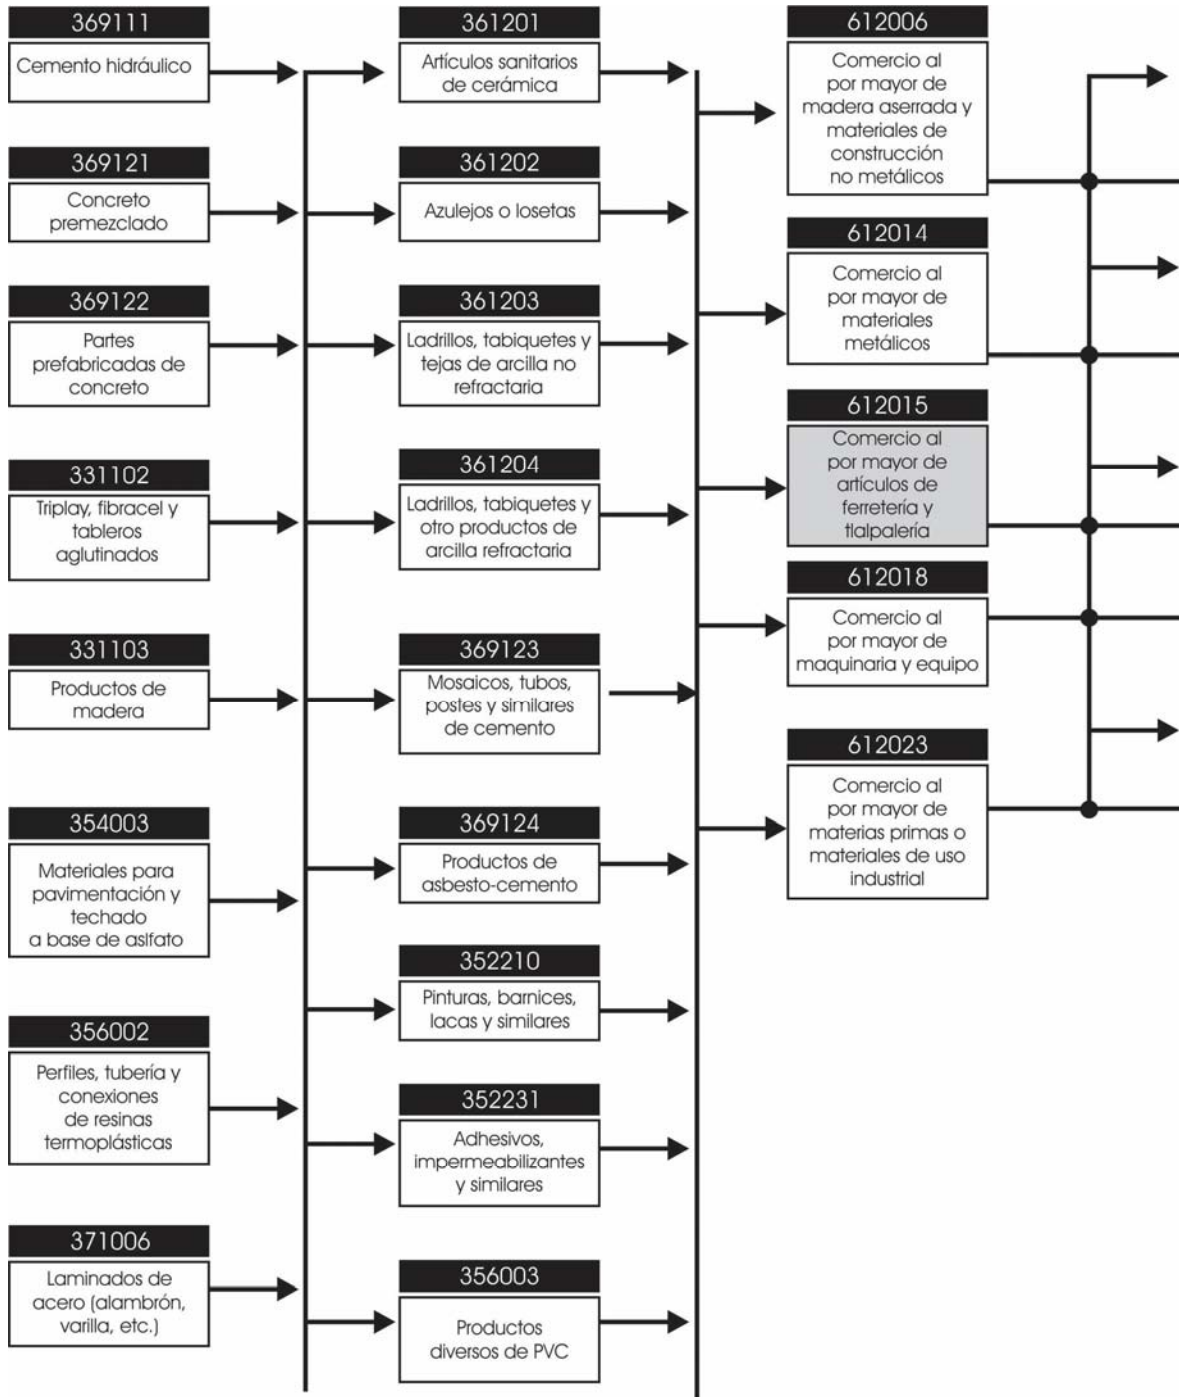 369111
Cemento hidráulico
369121
Concreto
premezclado
369122
Partes
prefabricadas de
concreto
331102
Triplay, fibracel y
tableros
aglutinados
331103
Productos de
madera
354003
Materiales para
pavimentación y
techado
a base de aslfato
356002
Perfiles, tubería y
conexiones
de resinas
termoplásticas
371006
Laminados de
acero (alambrón,
varilla, etc.)
361201
Artículos sanitarios
de cerámica
361202
Azulejos o losetas
361203
Ladrillos, tabiquetes y
tejas de arcilla no
refractaria
361204
Ladrillos, tabiquetes y
otro productos de
arcilla refractaria
369123
Mosaicos, tubos,
postes y similares
de cemento
369124
Productos de
asbesto-cemento
352210
Pinturas, barnices,
lacas y similares
352231
Adhesivos,
impermeabilizantes
y similares
356003
Productos
diversos de PVC
612006
Comercio al
por mayor de
madera aserrada y
materiales de
construcción
no metálicos
612014
Comercio al
por mayor de
materiales
metálicos
612015
Comercio al
por mayor de
artículos de
ferretería y
tlalpalería
612018
Comercio al
por mayor de
maquinaria y equipo
612023
Comercio al
por mayor de
materias primas o
materiales de uso
industrial